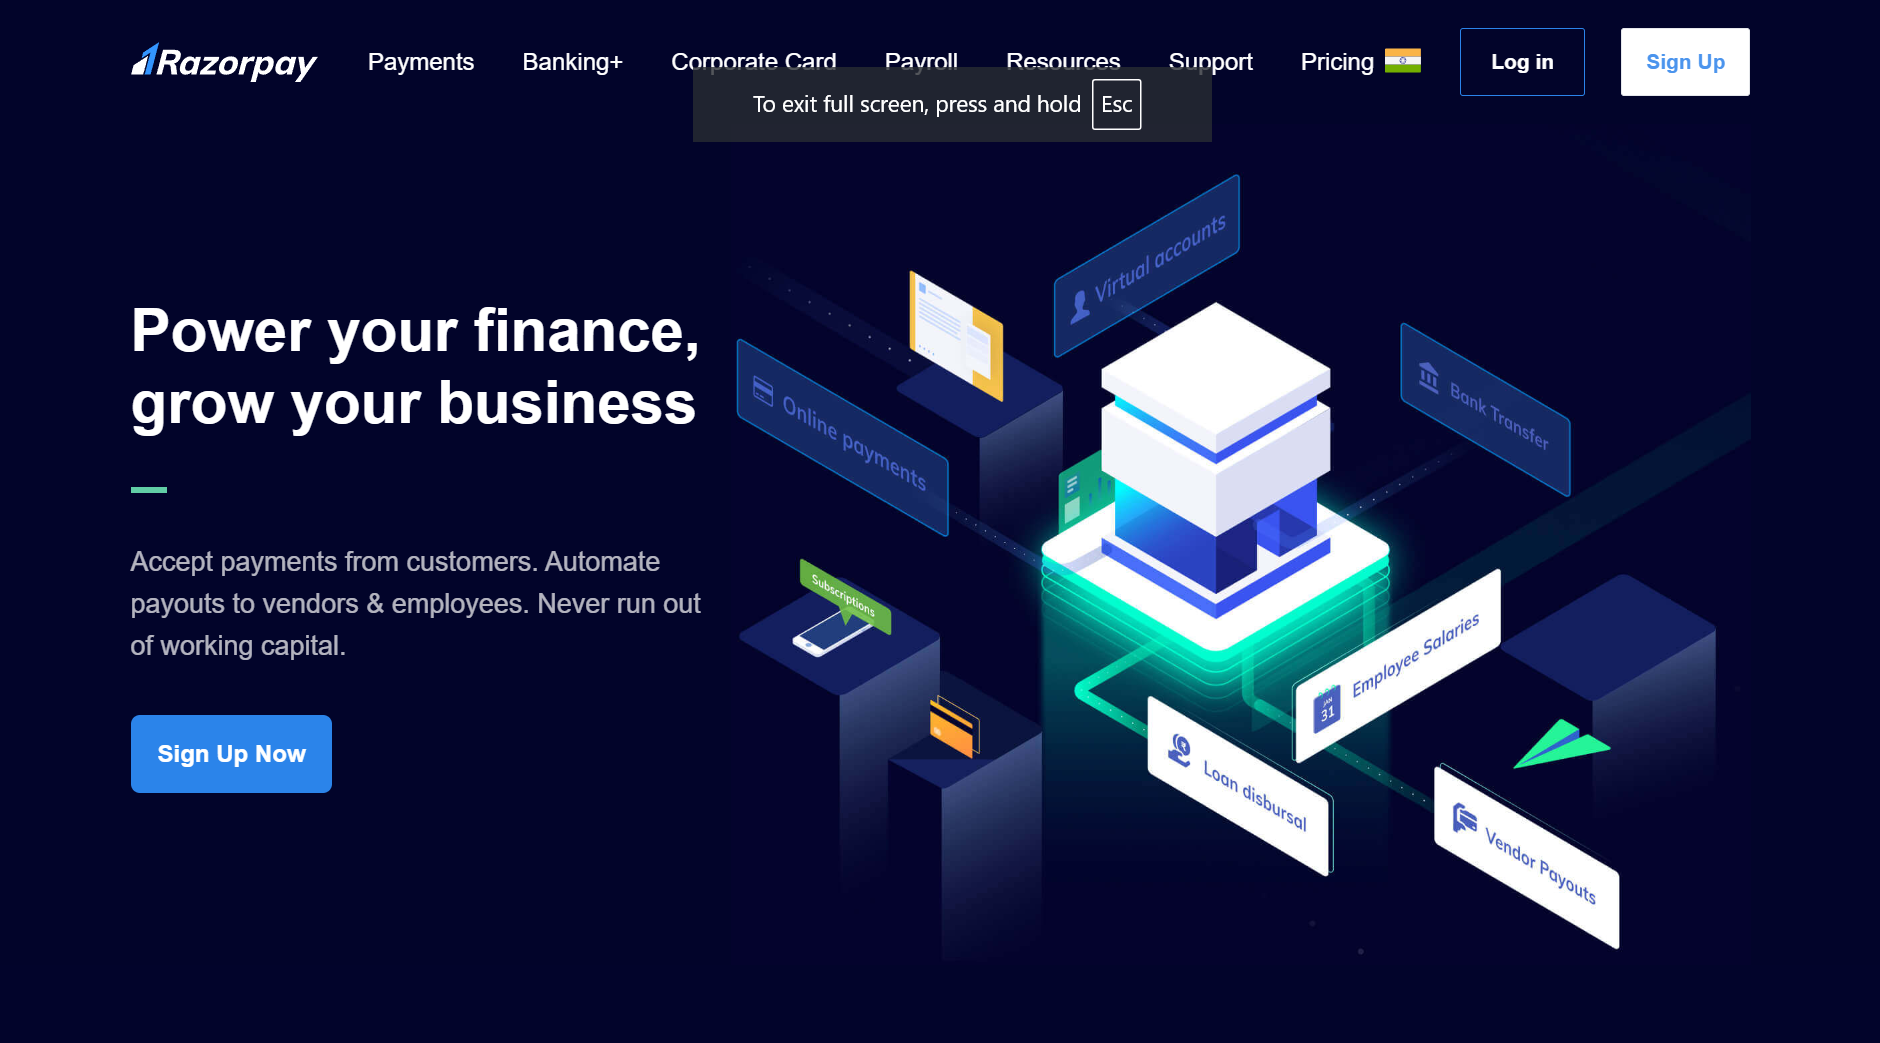 Razorpay
Payments
Banking+
Corporate Card
Payroll
Resources
Support
Pricing
Log in
Sign Up
To exit full screen, press and hold Esc
Power your finance,
grow your business
Accept payments from customers. Automate
payouts to vendors & employees. Never run out
of working capital.
Sign Up Now
Virtual accounts
Online payments
Bank Transfer
Subscriptions
Employee Salaries
JAN
31
Loan disbursal
Vendor Payouts